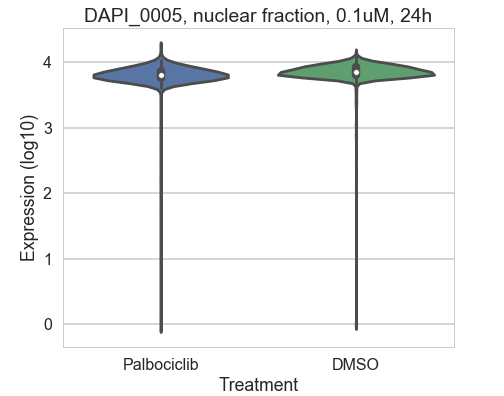 DAPI_0005, nuclear fraction, 0.1uM, 24h
Expression (log10)
4
3
2
1
0
Palbociclib DMSO
Treatment